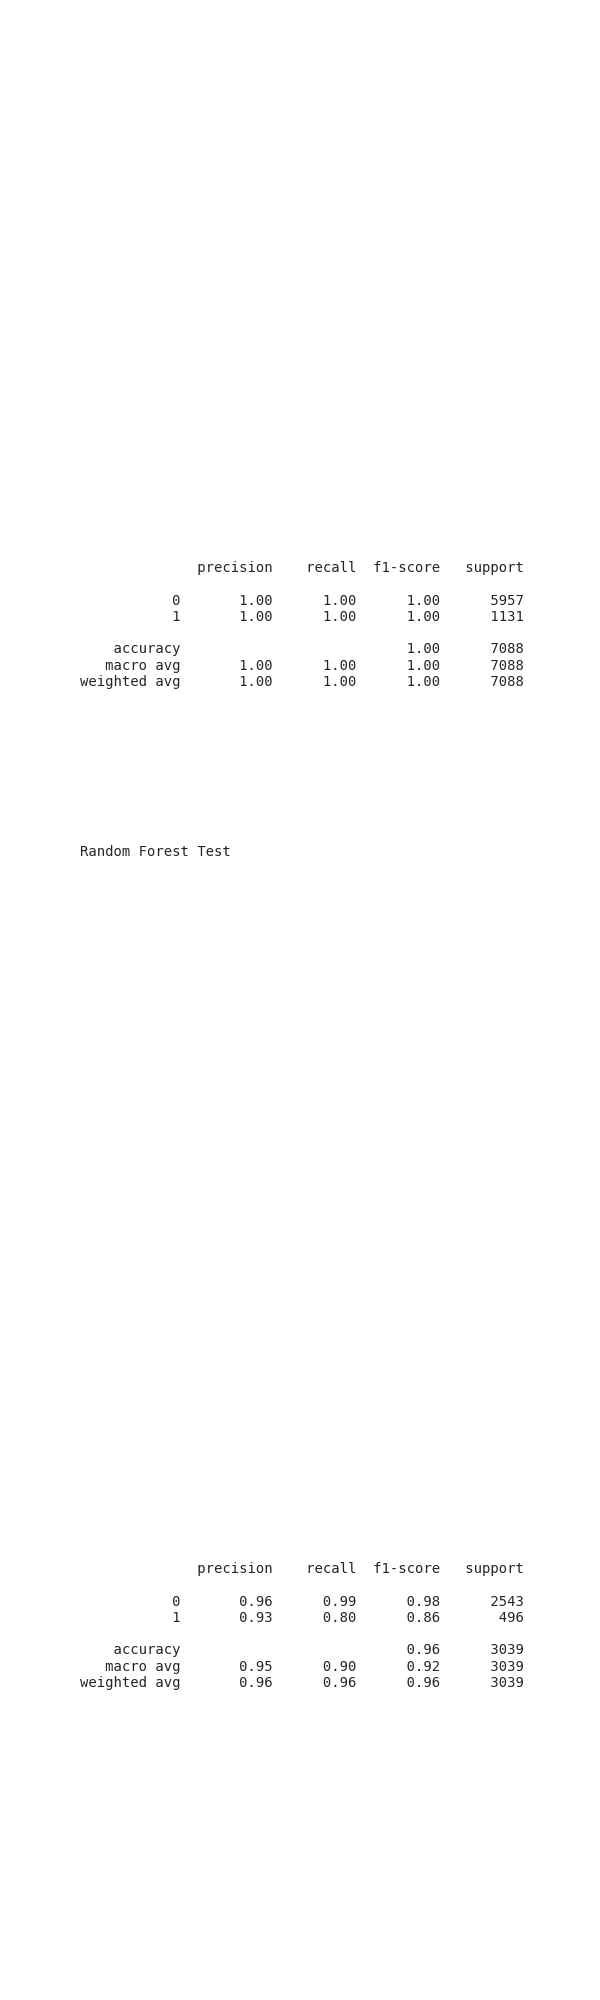 precision recall f1-score support
0 1.00 1.00 1.00 5957
1 1.00 1.00 1.00 1131
accuracy 1.00 7088
macro avg 1.00 1.00 1.00 7088
weighted avg 1.00 1.00 1.00 7088
Random Forest Test
precision recall f1-score support
0 0.96 0.99 0.98 2543
1 0.93 0.80 0.86 496
accuracy 0.96 3039
macro avg 0.95 0.90 0.92 3039
weighted avg 0.96 0.96 0.96 3039